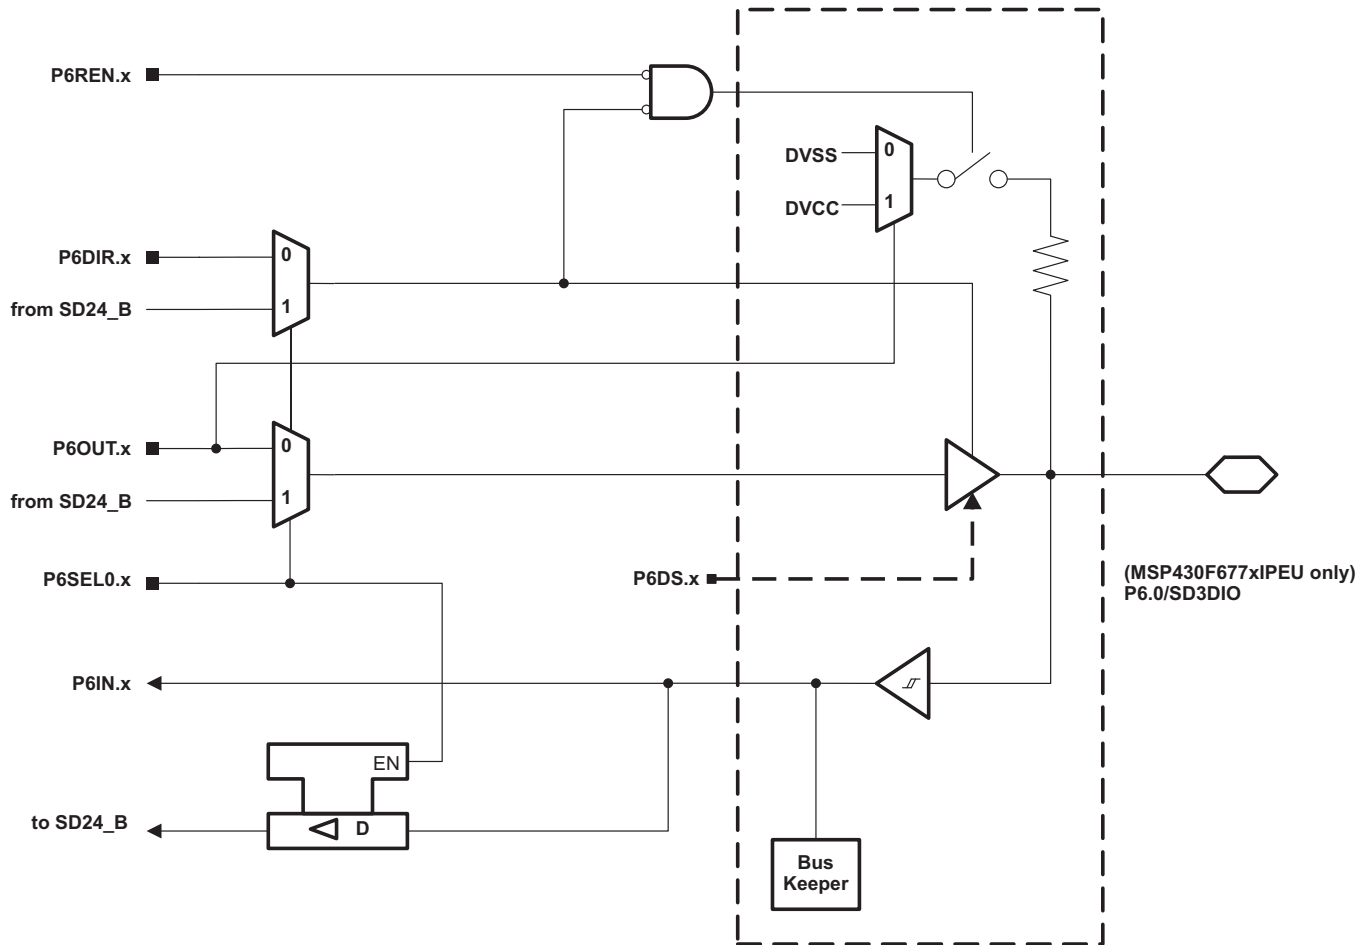 P6REN.x
DVSS
0
DVCC
1
P6DIR.x
0
from SD24_B
1
P6OUT.x
0
from SD24_B
1
P6SEL0.x
P6DS.x
(MSP430F677xIPEU only)
P6.0/SD3DIO
P6IN.x
EN
to SD24_B
D
Bus
Keeper